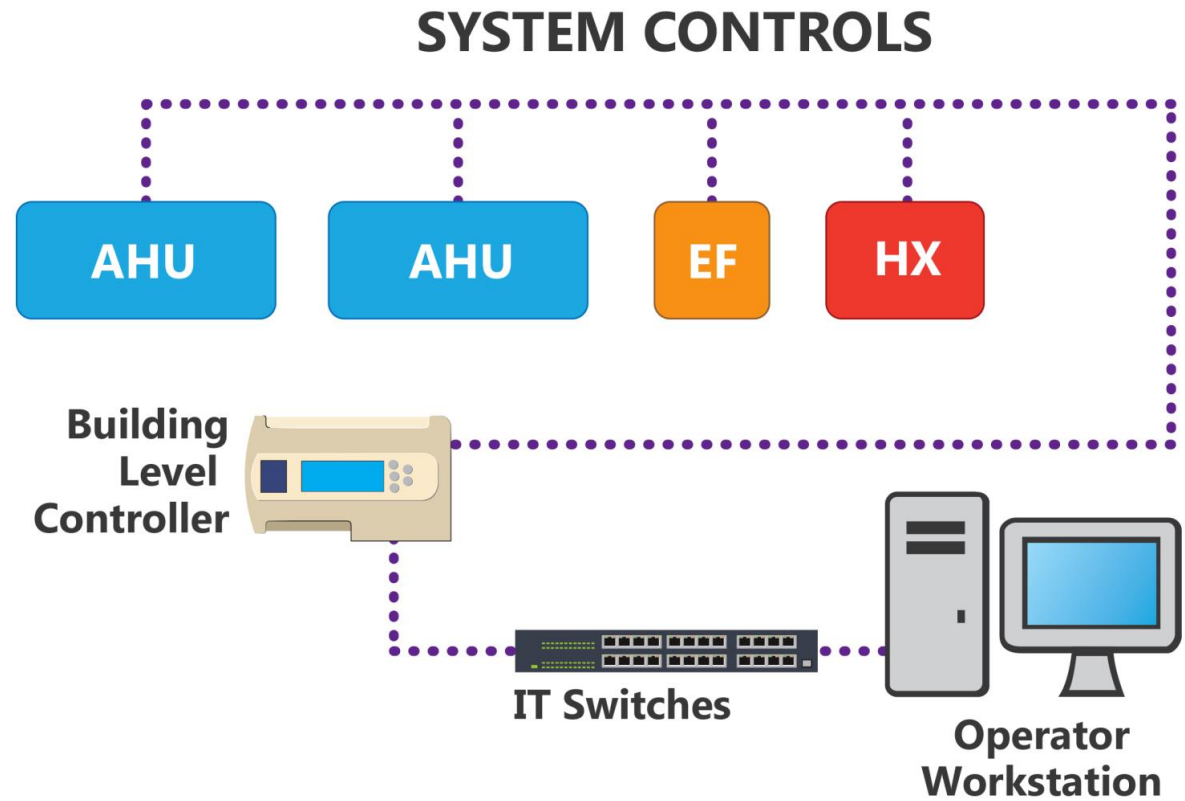 SYSTEM CONTROLS
AHU
AHU
EF
HX
Building
Level
Controller
IT Switches
Operator
Workstation